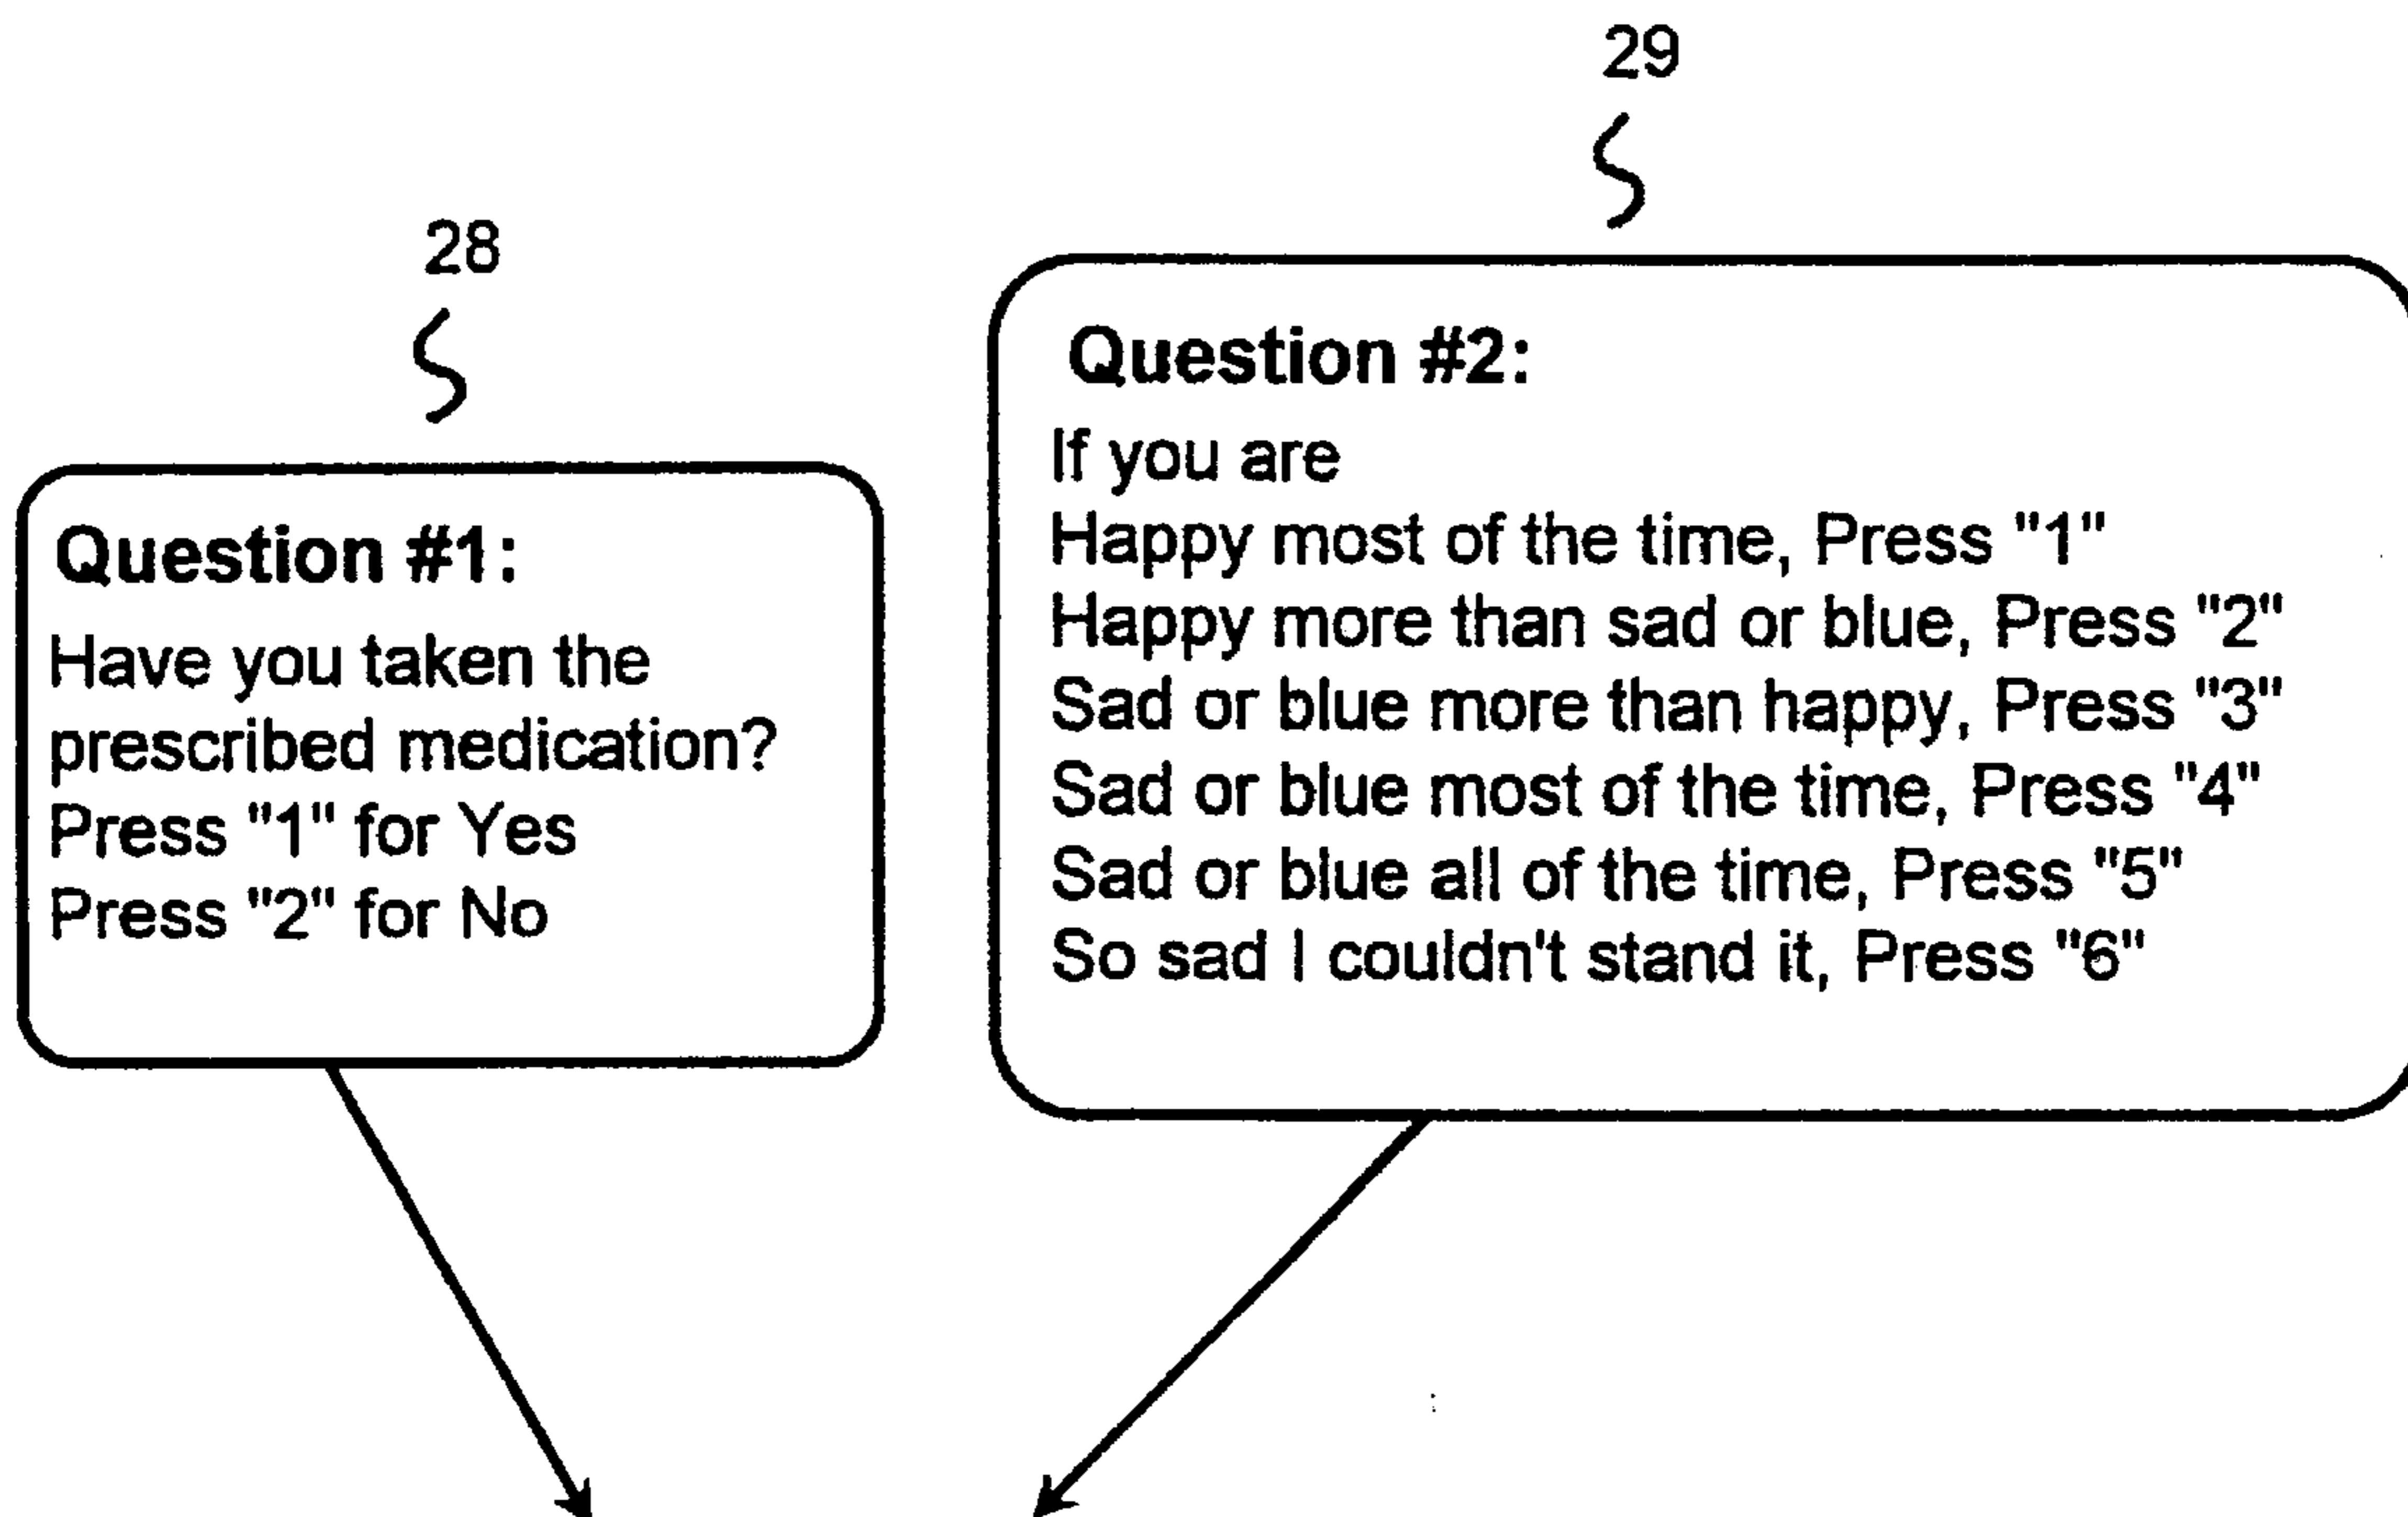 28
Question #1:
Have you taken the
prescribed medication?
Press "1" for Yes
Press "2" for No
29
Question #2:
If you are
Happy most of the time, Press "1"
Happy more than sad or blue, Press "2"
Sad or blue more than happy, Press "3"
Sad or blue most of the time, Press "4"
Sad or blue all of the time, Press "5"
So sad I couldn't stand it, Press "6"